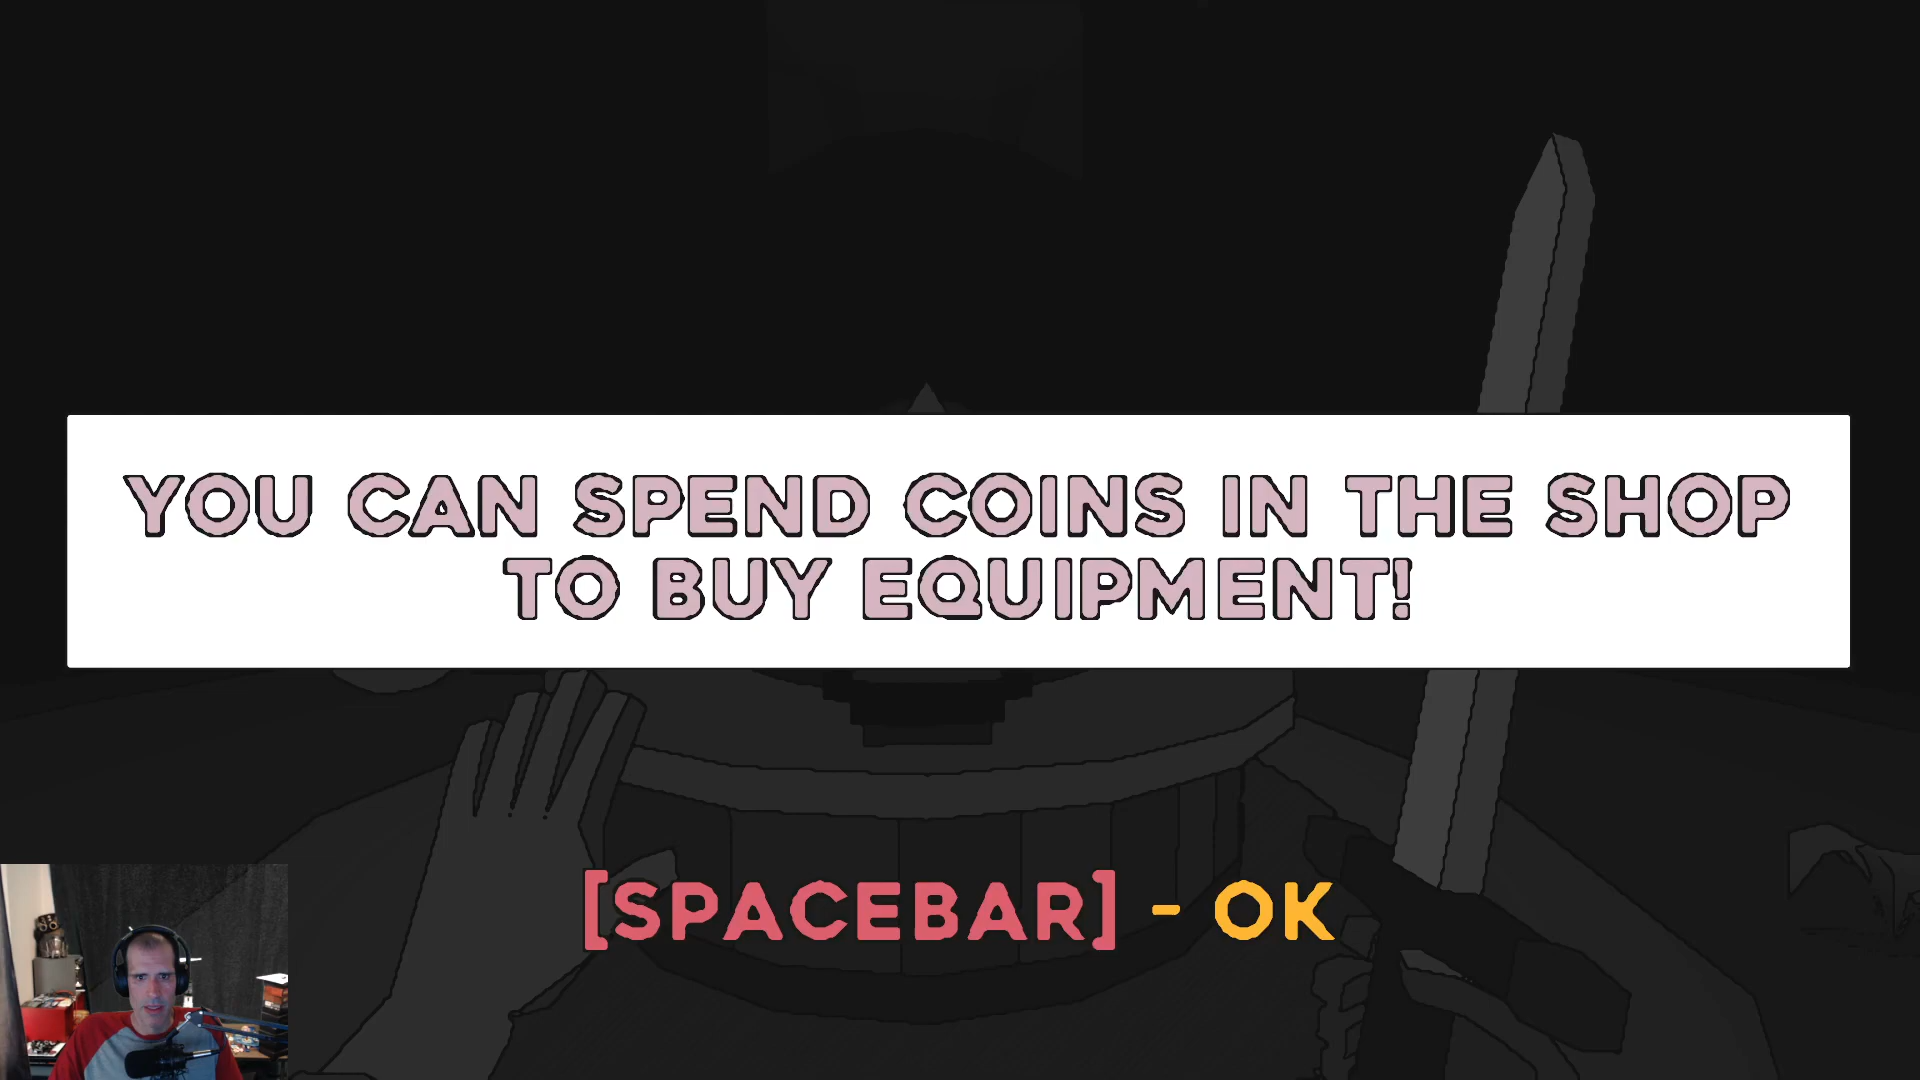 YOU CAN SPEND COINS IN THE SHOP
TO BUY EQUIPMENT!
[SPACEBAR] - OK